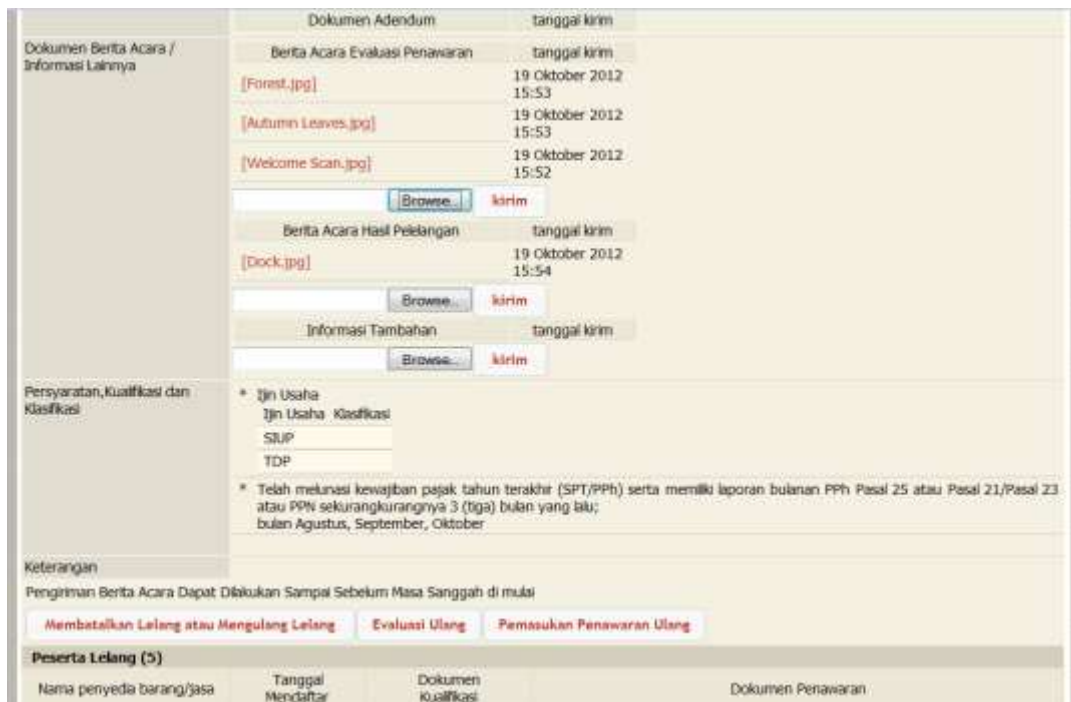 Dokumen Adendum tanggal kirim
Dokumen Berita Acara /
Informasi Lainnya
Berita Acara Evaluasi Penawaran tanggal kirim
[Forest.jpg] 19 Oktober 2012
15:53
[Autumn Leaves.jpg] 19 Oktober 2012
15:53
[Welcome Scan.jpg] 19 Oktober 2012
15:52
Browse... kirim
Berita Acara Hasil Pelelangan tanggal kirim
[Dock.jpg] 19 Oktober 2012
15:54
Browse... kirim
Informasi Tambahan tanggal kirim
Browse... kirim
Persyaratan,Kualifikasi dan
Klasfikasi
* Ijin Usaha
Ijin Usaha Klasfikasi
SIUP
TDP
* Telah melunasi kewajiban pajak tahun terakhir (SPT/PPh) serta memiliki laporan bulanan PPh Pasal 25 atau Pasal 21/Pasal 23
atau PPN sekurangkurangnya 3 (tiga) bulan yang lalu;
bulan Agustus, September, Oktober
Keterangan
Pengiriman Berita Acara Dapat Dilakukan Sampai Sebelum Masa Sanggah di mulai
Membatalkan Lelang atau Mengulang Lelang Evaluasi Ulang Pemasukan Penawaran Ulang
Peserta Lelang (5)
Nama penyedia barang/jasa Tanggal
Mendaftar Dokumen
Kualifikasi Dokumen Penawaran